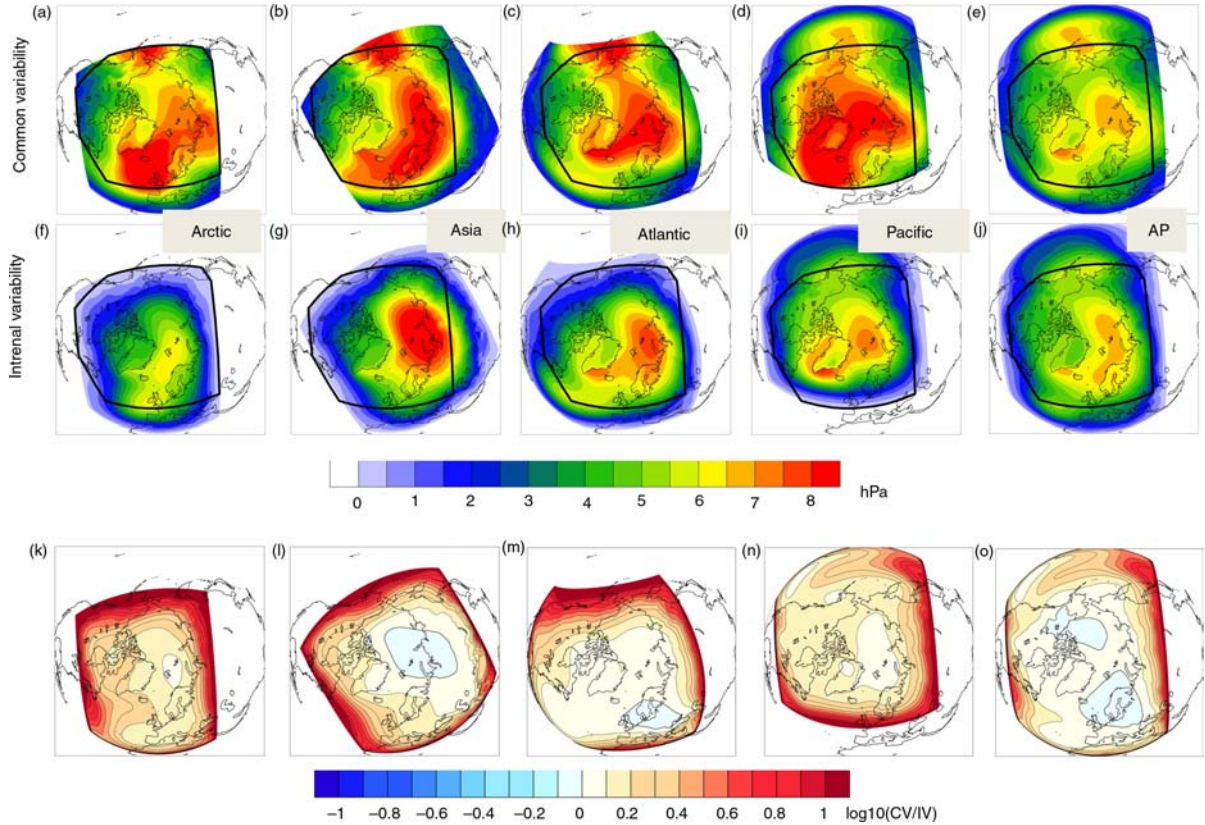 (a) (b) (c) (d) (e)
Common variability
Arctic Asia Atlantic Pacific AP
(f) (g) (h) (i) (j)
Intrenal variability
0 1 2 3 4 5 6 7 8 hPa
(k) (l) (m) (n) (o)
−1 −0.8 −0.6 −0.4 −0.2 0 0.2 0.4 0.6 0.8 1 log10(CV/IV)